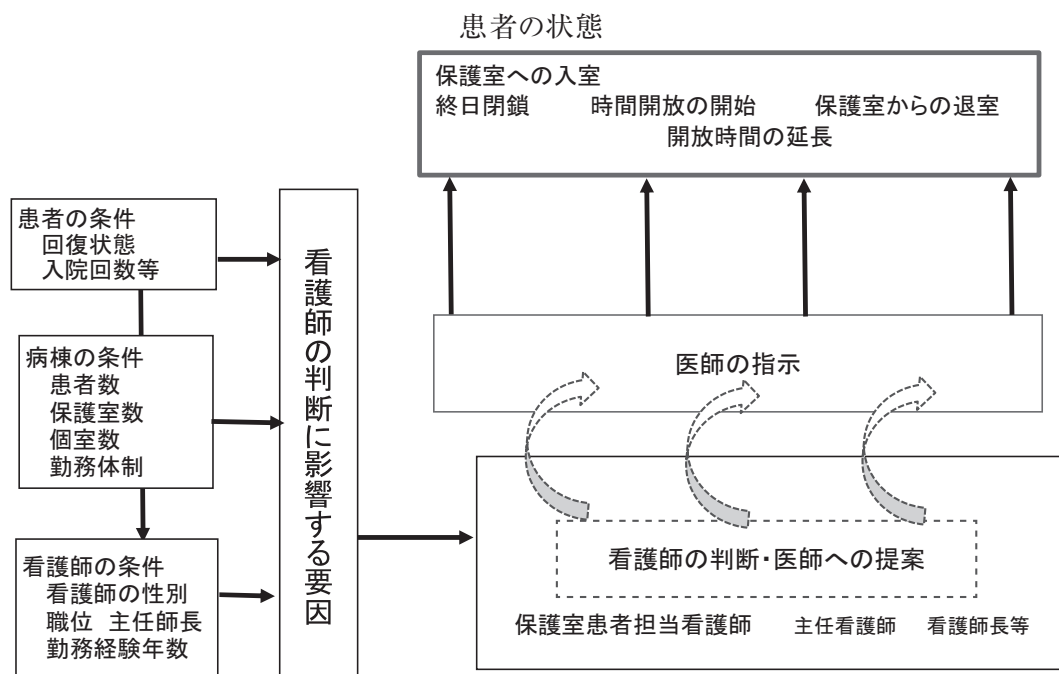 患者の状態
保護室への入室
終日閉鎖 時間開放の開始 保護室からの退室
開放時間の延長
患者の条件
回復状態
入院回数等
病棟の条件
患者数
保護室数
個室数
勤務体制
看護師の条件
看護師の性別
職位 主任師長
勤務経験年数
看護師の判断に影響する要因
医師の指示
看護師の判断・医師への提案
保護室患者担当看護師 主任看護師 看護師長等